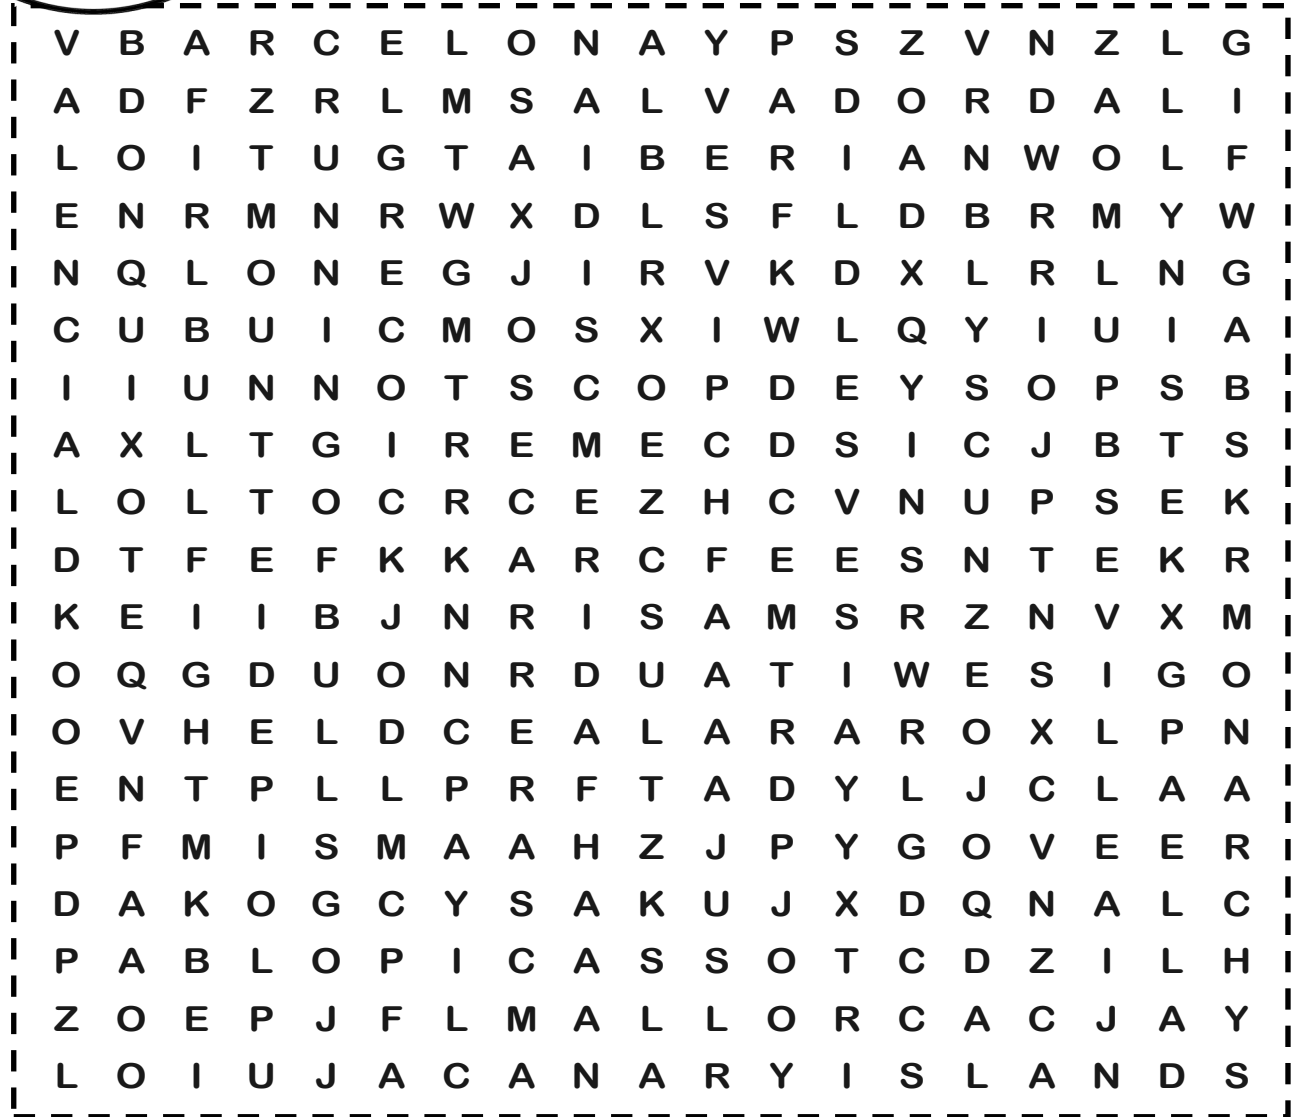 V B A R C E L O N A Y P S Z V N Z L G
A D F Z R L M S A L V A D O R D A L I
L O I T U G T A I B E R I A N W O L F
E N R M N R W X D L S F L D B R M Y W
N Q L O N E G J I R V K D X L R L N G
C U B U I C M O S X I W L Q Y I U I A
I I U N N O T S C O P D E Y S O P S B
A X L T G I R E M E C D S I C J B T S
L O L T O C R C E Z H C V N U P S E K
D T F E F K K A R C F E E S N T E K R
K E I I B J N R I S A M S R Z N V X M
O Q G D U O N R D U A T I W E S I G O
O V H E L D C E A L A R A R O X L P N
E N T P L L P R F T A D Y L J C L A A
P F M I S M A A H Z J P Y G O V E E R
D A K O G C Y S A K U J X D Q N A L C
P A B L O P I C A S S O T C D Z I L H
Z O E P J F L M A L L O R C A C J A Y
L O I U J A C A N A R Y I S L A N D S